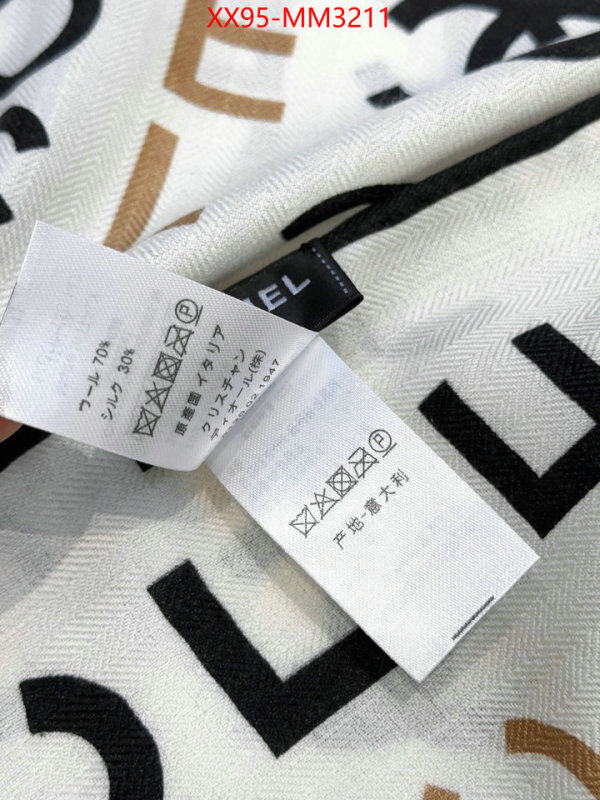 XX95-MM3211
NEL
ウール 70%
シルク 30%
原産国 イタリア
クリスチャン
ディオール(株)
产地-意大利